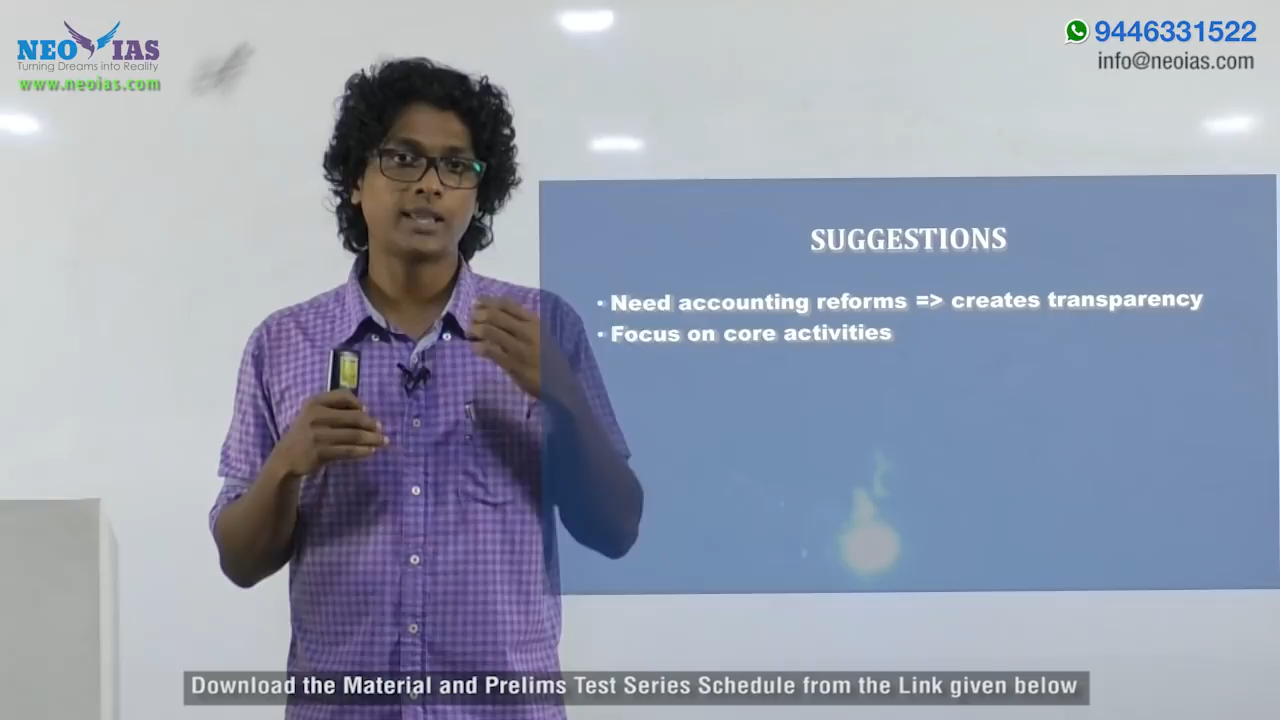 NEO IAS
Turning Dreams into Reality
www.neoias.com
9446331522
info@neoias.com
SUGGESTIONS
• Need accounting reforms => creates transparency
• Focus on core activities
Download the Material and Prelims Test Series Schedule from the Link given below